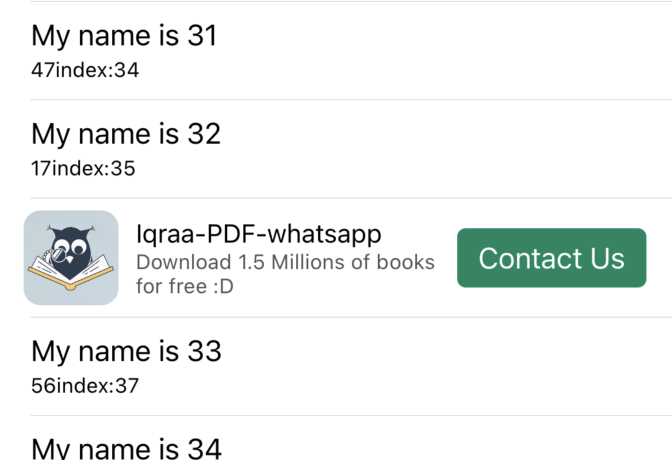 My name is 31
47index:34
My name is 32
17index:35
Iqraa-PDF-whatsapp
Download 1.5 Millions of books
for free :D
Contact Us
My name is 33
56index:37
My name is 34